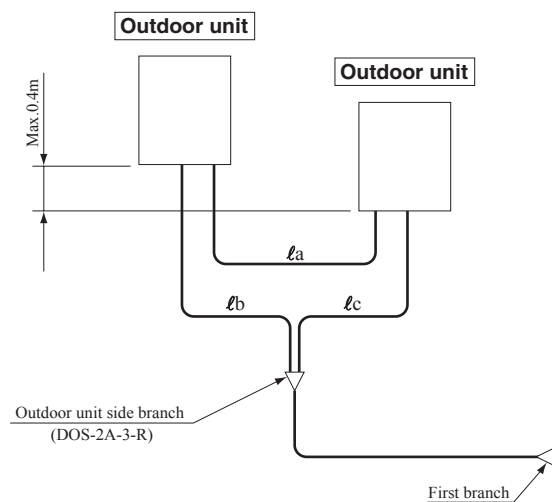 Outdoor unit
Outdoor unit
Max.0.4m
ℓa
ℓb
ℓc
Outdoor unit side branch
(DOS-2A-3-R)
First branch